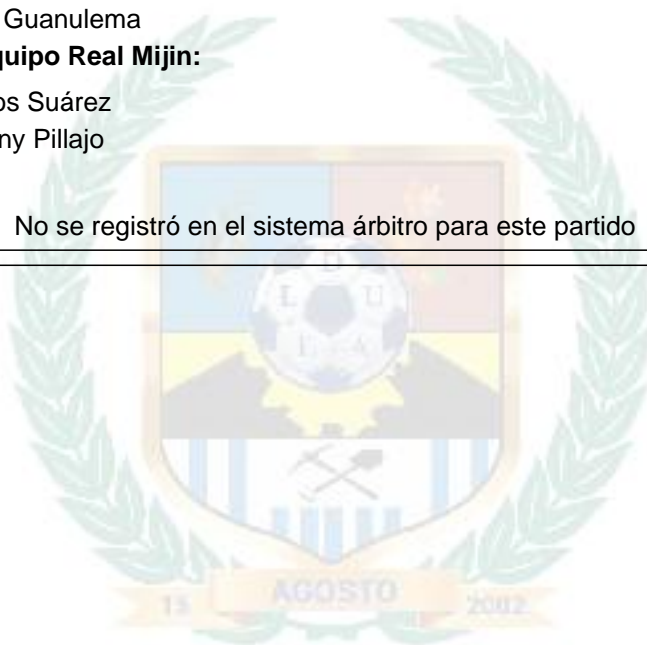 Guanulema
quipo Real Mijin:
os Suárez
ny Pillajo
No se registró en el sistema árbitro para este partido
D
L U
E A
15 AGOSTO 2002